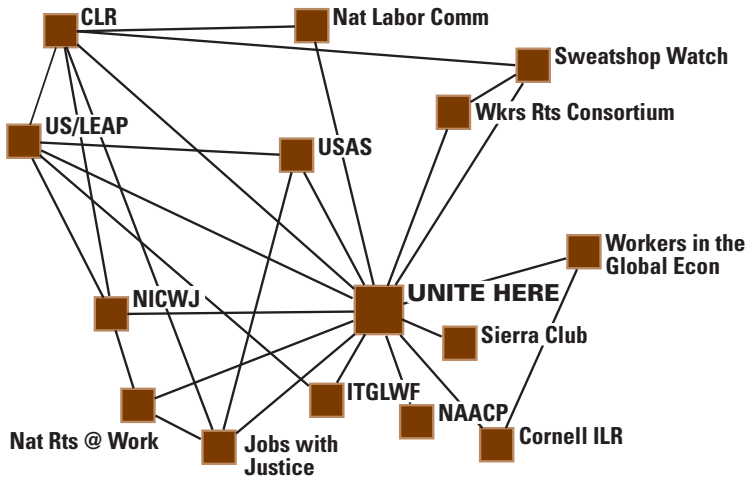 CLR
Nat Labor Comm
Sweatshop Watch
Wkrs Rts Consortium
US/LEAP
USAS
Workers in the
Global Econ
UNITE HERE
NICWJ
Sierra Club
ITGLWF
NAACP
Cornell ILR
Nat Rts @ Work
Jobs with
Justice